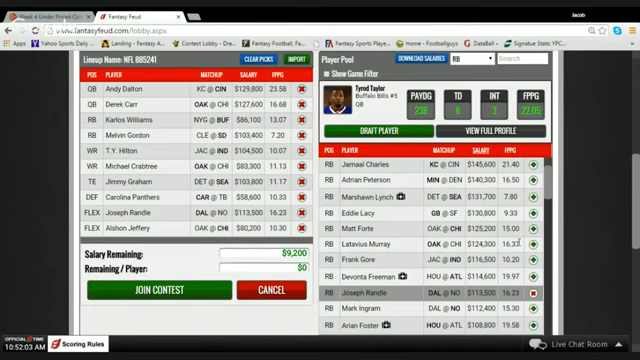 Week 4 Under Priced Op
Fantasy Feud
Jacob
www.fantasyfeud.com/lobby.aspx
Apps
Yahoo Sports Daily
Landing - Fantasy A
Contest Lobby - Dra
Fantasy Football, F
Fantasy Sports Player
Home - Footballguys
DataBall
Signature Stats: YPC
Lineup Name: NFL 885241
CLEAR PICKS
IMPORT
POS PLAYER MATCHUP SALARY FPPG
QB Andy Dalton KC @ CIN $129,800 23.58
QB Derek Carr OAK @ CHI $127,600 16.68
RB Karlos Williams NYG @ BUF $86,100 13.07
RB Melvin Gordon CLE @ SD $103,400 7.20
WR T.Y. Hilton JAC @ IND $104,500 10.07
WR Michael Crabtree OAK @ CHI $83,300 11.13
TE Jimmy Graham DET @ SEA $103,800 11.17
DEF Carolina Panthers CAR @ TB $58,600 10.33
FLEX Joseph Randle DAL @ NO $113,500 16.23
FLEX Alshon Jeffery OAK @ CHI $80,200 10.30
Salary Remaining: $9,200
Remaining / Player: $0
JOIN CONTEST
CANCEL
Player Pool
DOWNLOAD SALARIES
RB
Search
Show Game Filter
Tyrod Taylor
Buffalo Bills #5
QB
PAYDG TD INT FPPG
238 8 3 22.05
DRAFT PLAYER
VIEW FULL PROFILE
POS PLAYER MATCHUP SALARY FPPG
RB Jamaal Charles KC @ CIN $145,600 21.40
RB Adrian Peterson MIN @ DEN $140,300 16.50
RB Marshawn Lynch DET @ SEA $131,700 7.80
RB Eddie Lacy GB @ SF $130,800 9.33
RB Matt Forte OAK @ CHI $125,200 15.00
RB Latavius Murray OAK @ CHI $124,300 16.37
RB Frank Gore JAC @ IND $116,500 10.20
RB Devonta Freeman HOU @ ATL $114,600 19.97
RB Joseph Randle DAL @ NO $113,500 16.23
RB Mark Ingram DAL @ NO $112,400 15.30
RB Arian Foster HOU @ ATL $108,800 19.58
OFFICIAL TIME
10:52:03 AM
Scoring Rules
Live Chat Room